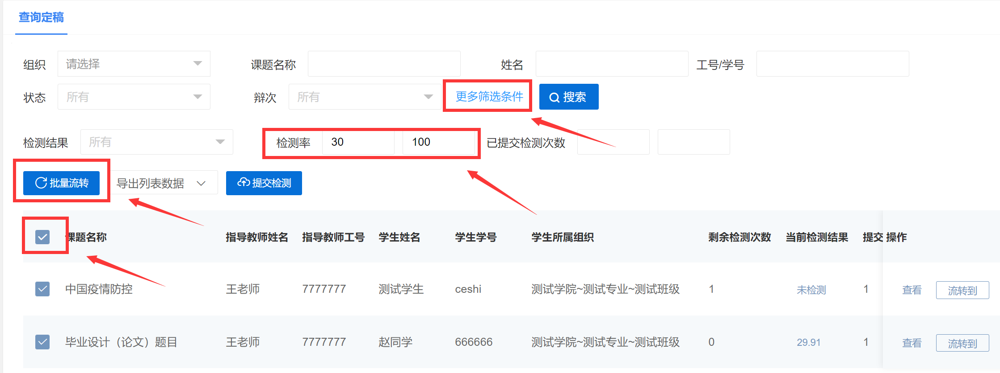 查询定稿
组织 请选择 课题名称 姓名 工号/学号
状态 所有 辩次 所有 更多筛选条件 搜索
检测结果 所有 检测率 30 100 已提交检测次数
批量流转 导出列表数据 提交检测
课题名称 指导教师姓名 指导教师工号 学生姓名 学生学号 学生所属组织 剩余检测次数 当前检测结果 提交 操作
中国疫情防控 王老师 7777777 测试学生 ceshi 测试学院~测试专业~测试班级 1 未检测 1 查看 流转到
毕业设计（论文）题目 王老师 7777777 赵同学 666666 测试学院~测试专业~测试班级 0 29.91 1 查看 流转到